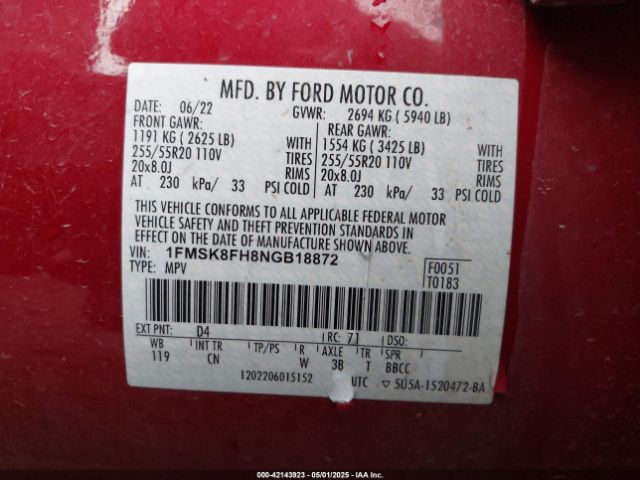 MFD. BY FORD MOTOR CO.
DATE: 06/22 GVWR: 2694 KG ( 5940 LB)
FRONT GAWR: REAR GAWR:
1191 KG ( 2625 LB) WITH 1554 KG ( 3425 LB) WITH
255/55R20 110V TIRES 255/55R20 110V TIRES
20x8.0J RIMS 20x8.0J RIMS
AT 230 kPa/ 33 PSI COLD AT 230 kPa/ 33 PSI COLD
THIS VEHICLE CONFORMS TO ALL APPLICABLE FEDERAL MOTOR
VEHICLE SAFETY AND THEFT PREVENTION STANDARDS IN
EFFECT ON THE DATE OF MANUFACTURE SHOWN ABOVE.
VIN: 1FMSK8FH8NGB18872
TYPE: MPV
F0051
T0183
EXT PNT: D4 RC: 71 DSO:
WB INT TR TP/PS R AXLE TR SPR
119 CN W 3B T BBCC
1202206015152 UTC ▽ 5U5A-1520472-8A
000-42143923 - 05/01/2025 - IAA Inc.